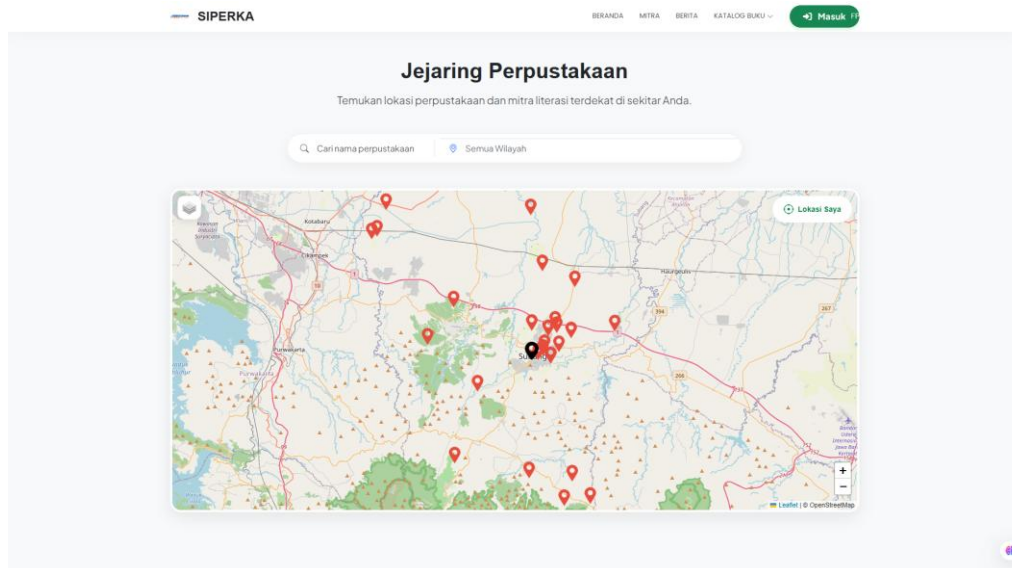 SIPERKA
BERANDA MITRA BERITA KATALOG BUKU Masuk
Jejaring Perpustakaan
Temukan lokasi perpustakaan dan mitra literasi terdekat di sekitar Anda.
Cari nama perpustakaan Semua Wilayah
Lokasi Saya
Kotabaru
Cikampek
Haurgeulis
Purwakarta
Purwakarta
+
−
Leaflet | © OpenStreetMap